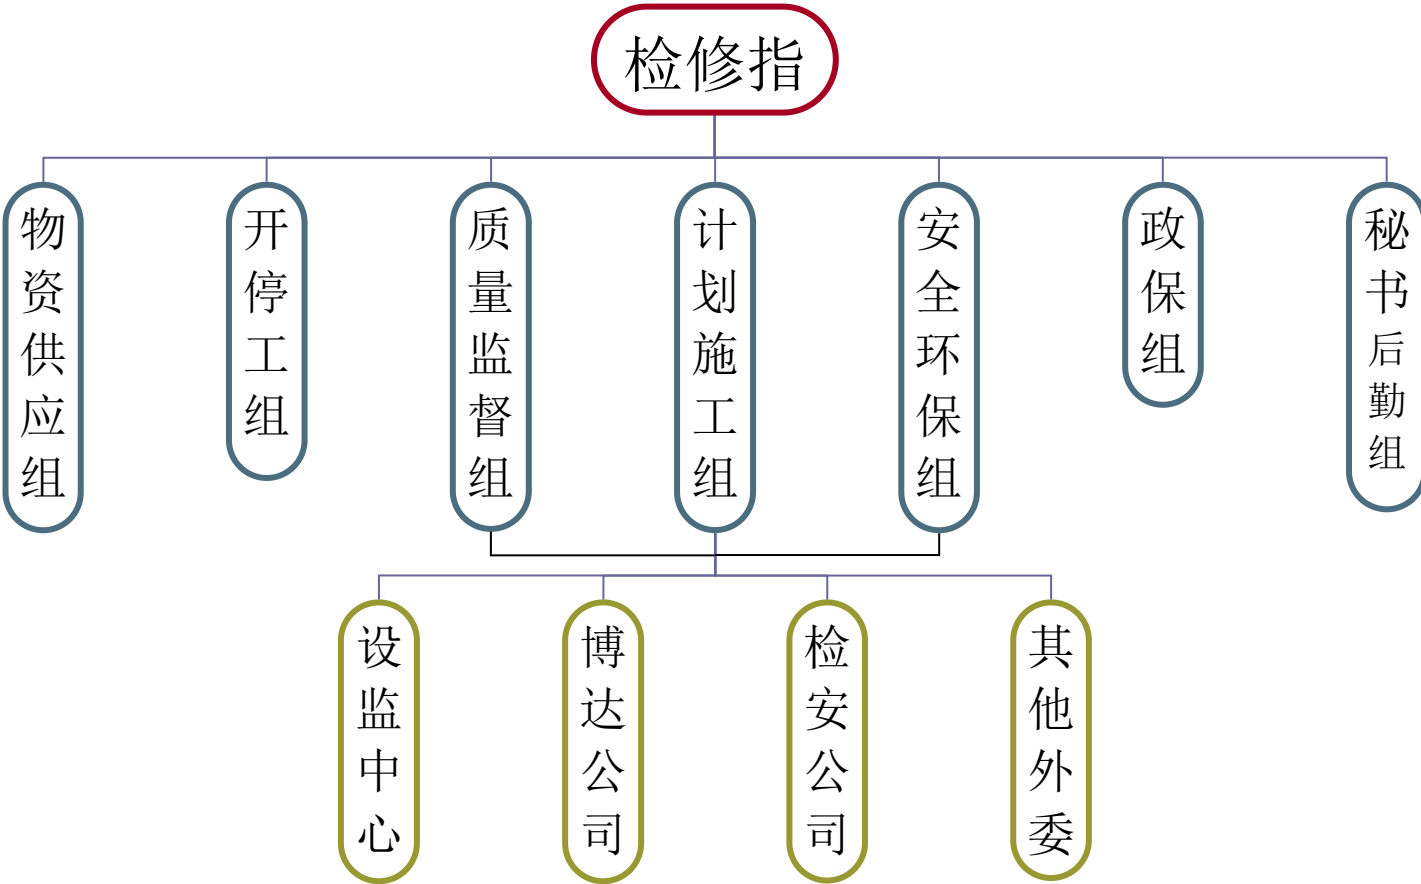 检修指
物资供应组
开停工组
质量监督组
计划施工组
安全环保组
政保组
秘书后勤组
设监中心
博达公司
检安公司
其他外委